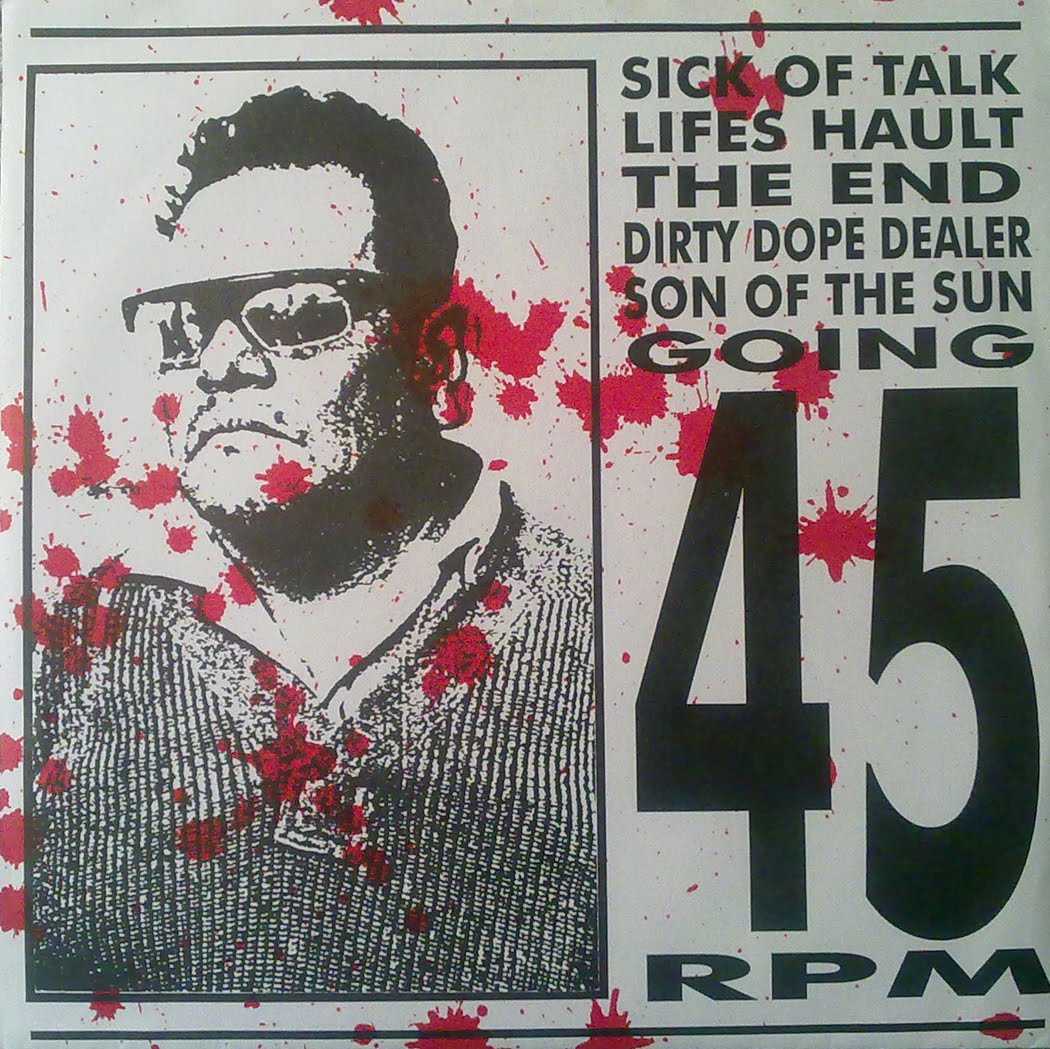 SICK OF TALK
LIFES HAULT
THE END
DIRTY DOPE DEALER
SON OF THE SUN
GOING
45
RPM